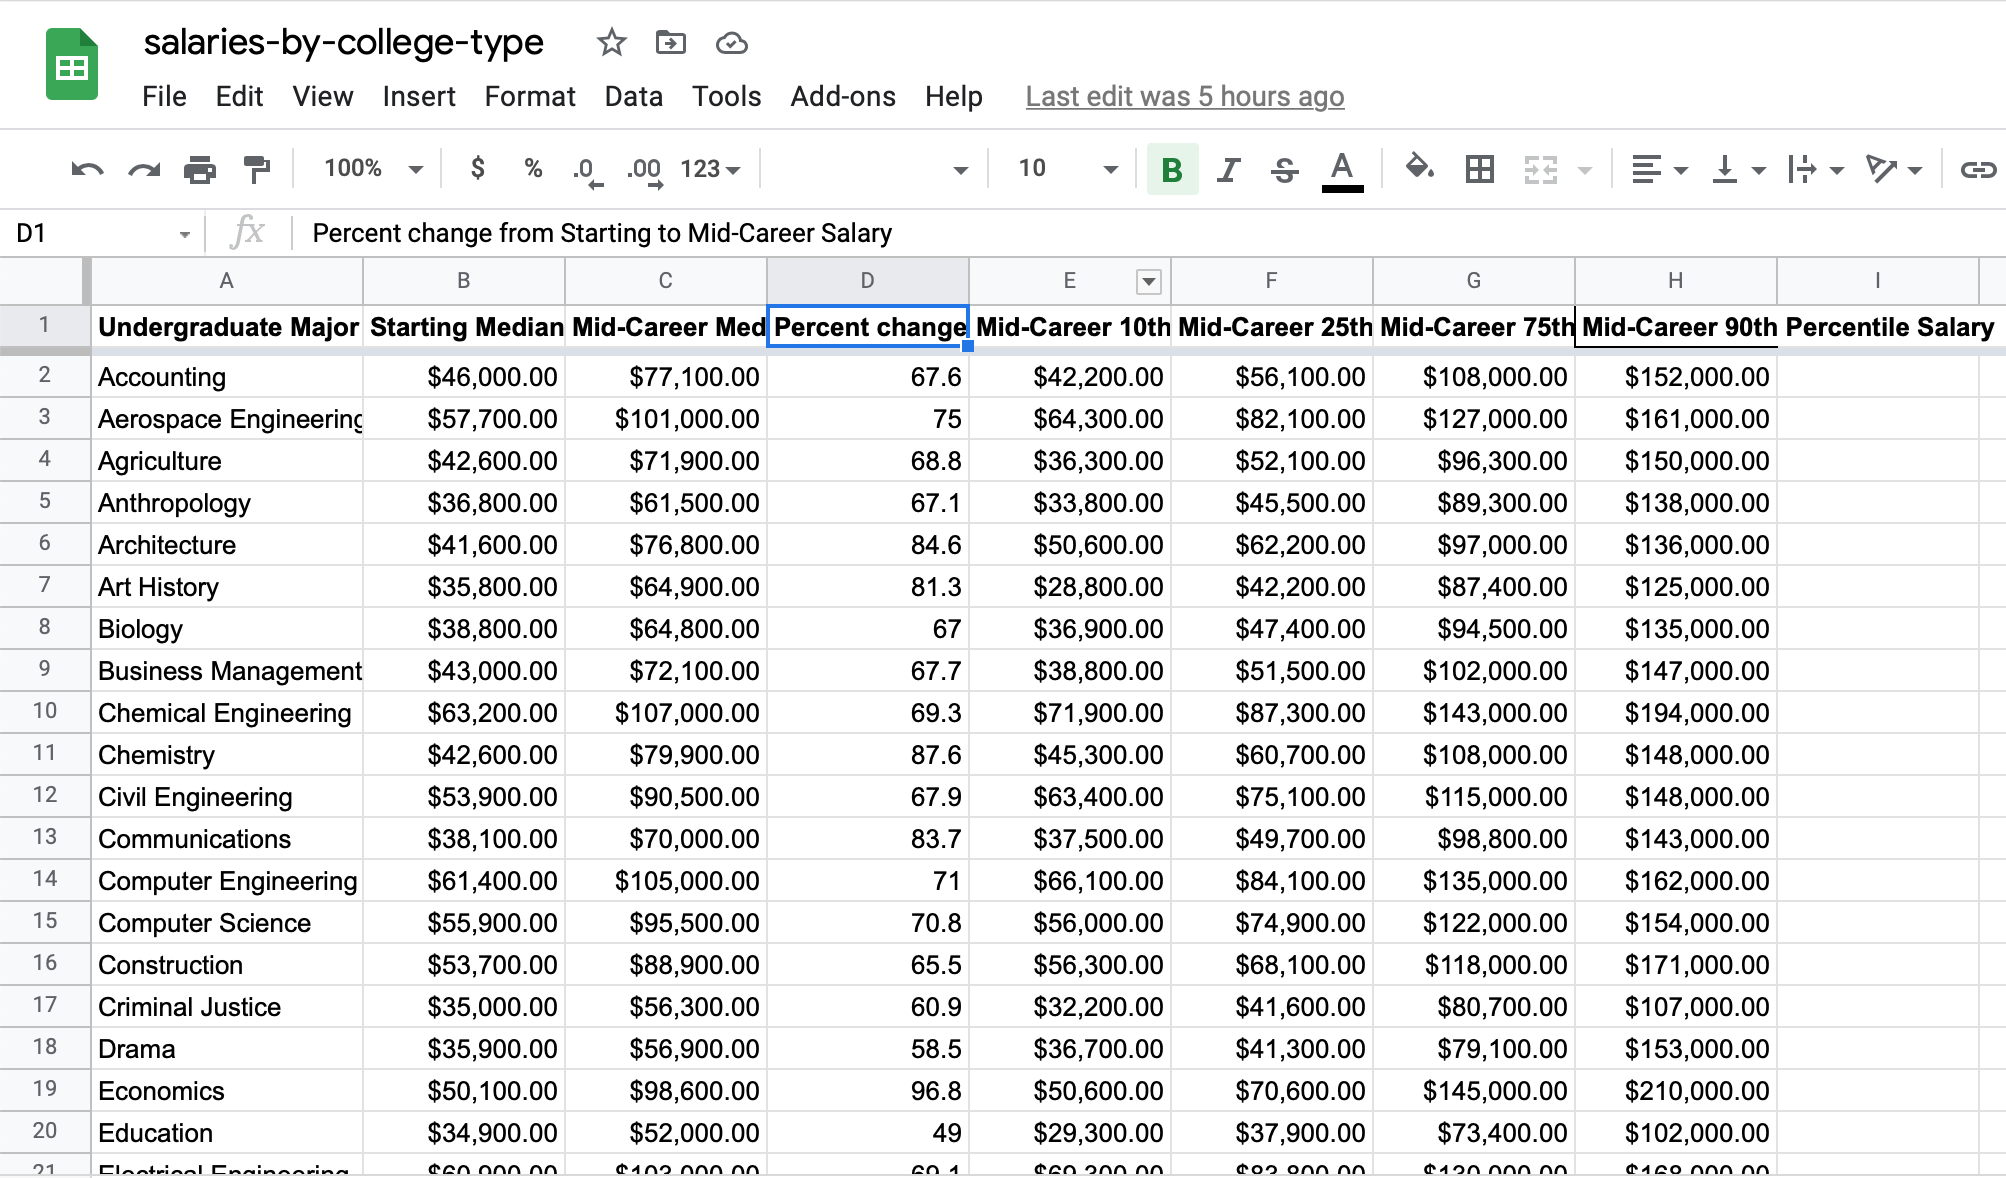 salaries-by-college-type
File Edit View Insert Format Data Tools Add-ons Help Last edit was 5 hours ago
100% $ % .0 .00 123 10 B I S A
D1 fx Percent change from Starting to Mid-Career Salary
A B C D E F G H I
1 Undergraduate Major Starting Median Mid-Career Med Percent change Mid-Career 10th Mid-Career 25th Mid-Career 75th Mid-Career 90th Percentile Salary
2 Accounting $46,000.00 $77,100.00 67.6 $42,200.00 $56,100.00 $108,000.00 $152,000.00
3 Aerospace Engineering $57,700.00 $101,000.00 75 $64,300.00 $82,100.00 $127,000.00 $161,000.00
4 Agriculture $42,600.00 $71,900.00 68.8 $36,300.00 $52,100.00 $96,300.00 $150,000.00
5 Anthropology $36,800.00 $61,500.00 67.1 $33,800.00 $45,500.00 $89,300.00 $138,000.00
6 Architecture $41,600.00 $76,800.00 84.6 $50,600.00 $62,200.00 $97,000.00 $136,000.00
7 Art History $35,800.00 $64,900.00 81.3 $28,800.00 $42,200.00 $87,400.00 $125,000.00
8 Biology $38,800.00 $64,800.00 67 $36,900.00 $47,400.00 $94,500.00 $135,000.00
9 Business Management $43,000.00 $72,100.00 67.7 $38,800.00 $51,500.00 $102,000.00 $147,000.00
10 Chemical Engineering $63,200.00 $107,000.00 69.3 $71,900.00 $87,300.00 $143,000.00 $194,000.00
11 Chemistry $42,600.00 $79,900.00 87.6 $45,300.00 $60,700.00 $108,000.00 $148,000.00
12 Civil Engineering $53,900.00 $90,500.00 67.9 $63,400.00 $75,100.00 $115,000.00 $148,000.00
13 Communications $38,100.00 $70,000.00 83.7 $37,500.00 $49,700.00 $98,800.00 $143,000.00
14 Computer Engineering $61,400.00 $105,000.00 71 $66,100.00 $84,100.00 $135,000.00 $162,000.00
15 Computer Science $55,900.00 $95,500.00 70.8 $56,000.00 $74,900.00 $122,000.00 $154,000.00
16 Construction $53,700.00 $88,900.00 65.5 $56,300.00 $68,100.00 $118,000.00 $171,000.00
17 Criminal Justice $35,000.00 $56,300.00 60.9 $32,200.00 $41,600.00 $80,700.00 $107,000.00
18 Drama $35,900.00 $56,900.00 58.5 $36,700.00 $41,300.00 $79,100.00 $153,000.00
19 Economics $50,100.00 $98,600.00 96.8 $50,600.00 $70,600.00 $145,000.00 $210,000.00
20 Education $34,900.00 $52,000.00 49 $29,300.00 $37,900.00 $73,400.00 $102,000.00
21 Electrical Engineering $60,900.00 $103,000.00 69.1 $69,300.00 $83,800.00 $130,000.00 $168,000.00